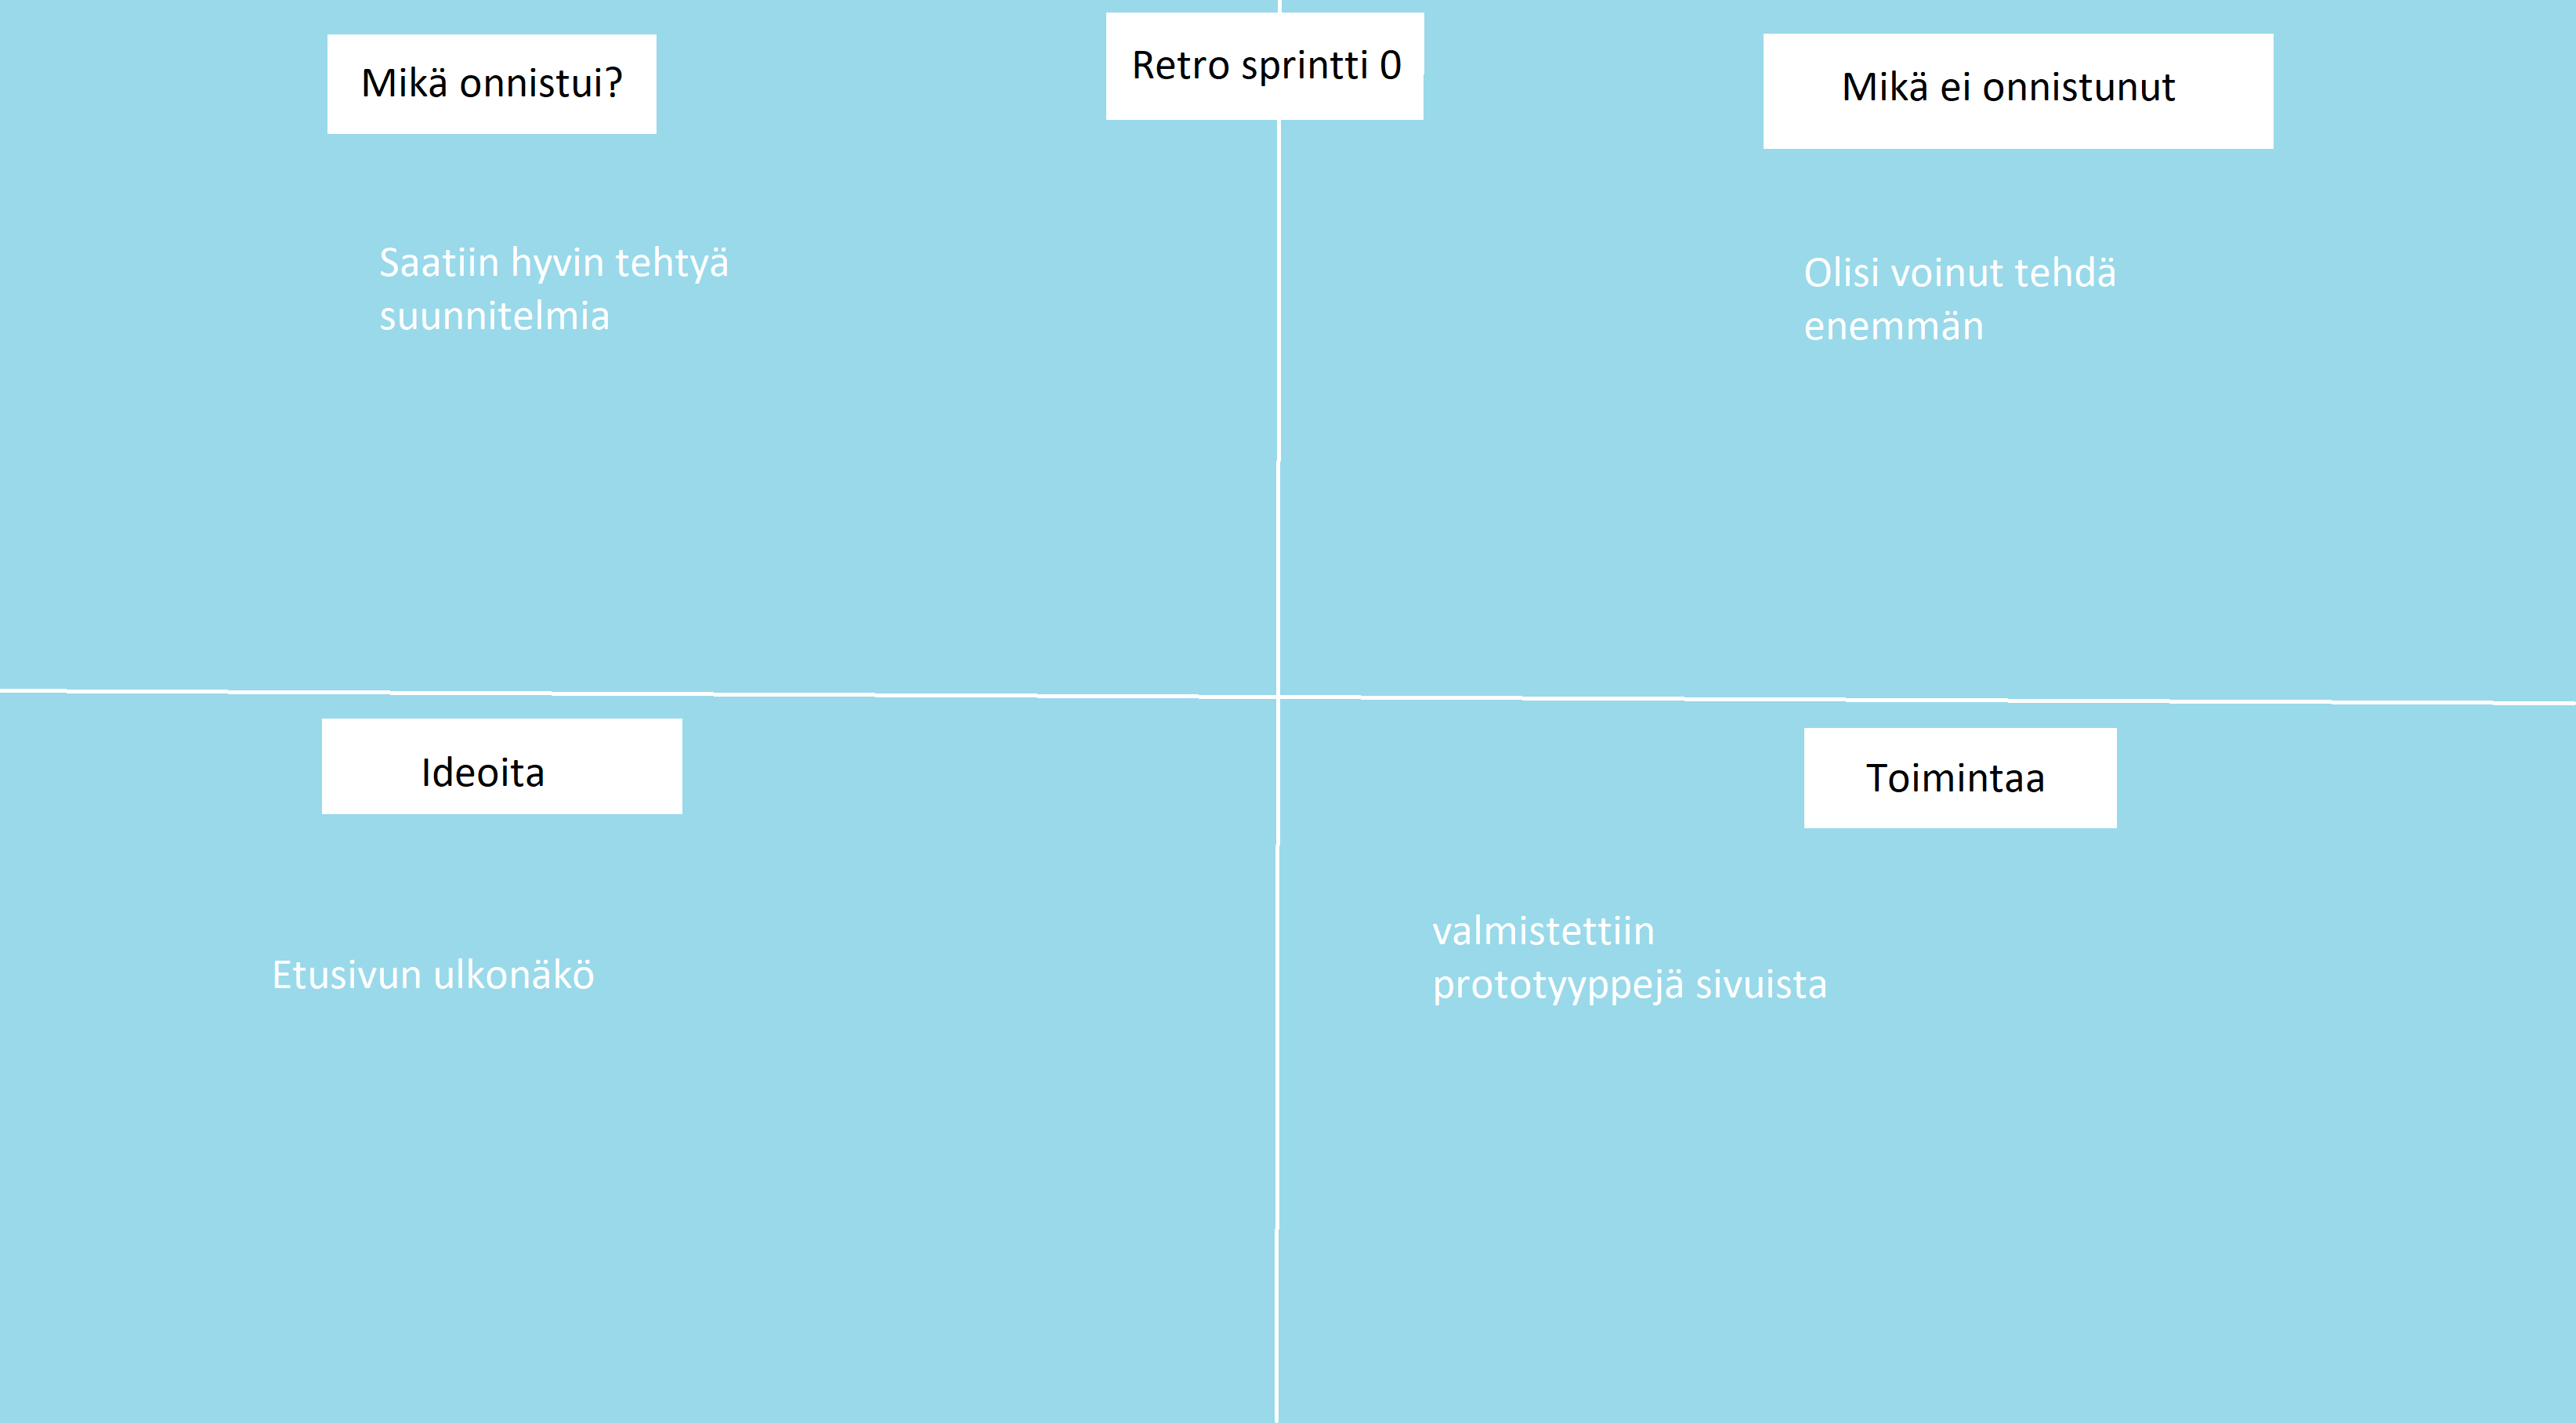 Retro sprintti 0
Mikä onnistui?
Saatiin hyvin tehtyä
suunnitelmia
Mikä ei onnistunut
Olisi voinut tehdä
enemmän
Ideoita
Etusivun ulkonäkö
Toimintaa
valmistettiin
prototyyppejä sivuista